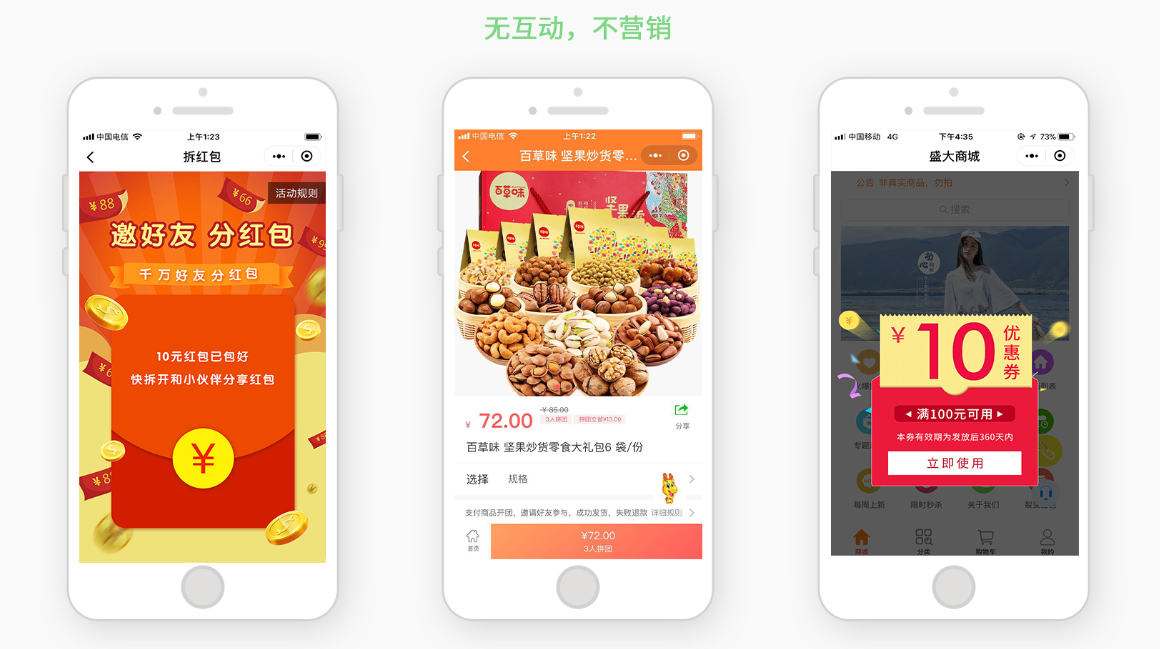 无互动，不营销
中国电信
上午1:23
拆红包
活动规则
¥88
¥66
邀好友 分红包
千万好友分红包
10元红包已包好
快拆开和小伙伴分享红包
¥
中国电信
上午1:22
百草味 坚果炒货零...
百草味
¥ 72.00
¥ 85.00
3人拼团
拼团立省¥13.00
分享
百草味 坚果炒货零食大礼包6 袋/份
选择 规格
支付商品开团，邀请好友参与，成功发货，失败退款 详细规则
首页
¥72.00
3人拼团
中国移动 4G
下午4:35
73%
盛大商城
公告 非真实商品，勿拍
搜索
初心
¥10优惠券
满100元可用
本券有效期为发放后360天内
立即使用
每周上新
限时秒杀
关于我们
商城
分类
购物车
我的